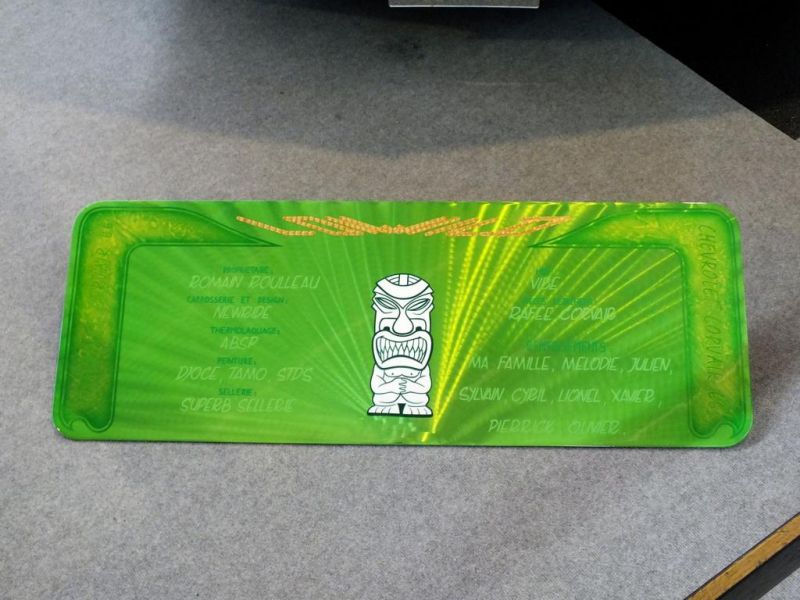 PROPRIETAIRE:
ROMAIN ROULLEAU
CARROSSERIE ET DESIGN:
NEWRIDE
THERMOLAQUAGE:
ABSP
PEINTURE:
DJOCE TAMO STDS
SELLERIE:
SUPERB SELLERIE
VIBE
RAFEE CORVAIR
REMERCIEMENTS
MA FAMILLE, MELODIE, JULIEN,
SYLVAIN, CYRIL, LIONEL, XAVIER,
PIERRICK, OLIVIER
CHEVROLET CORVAIR